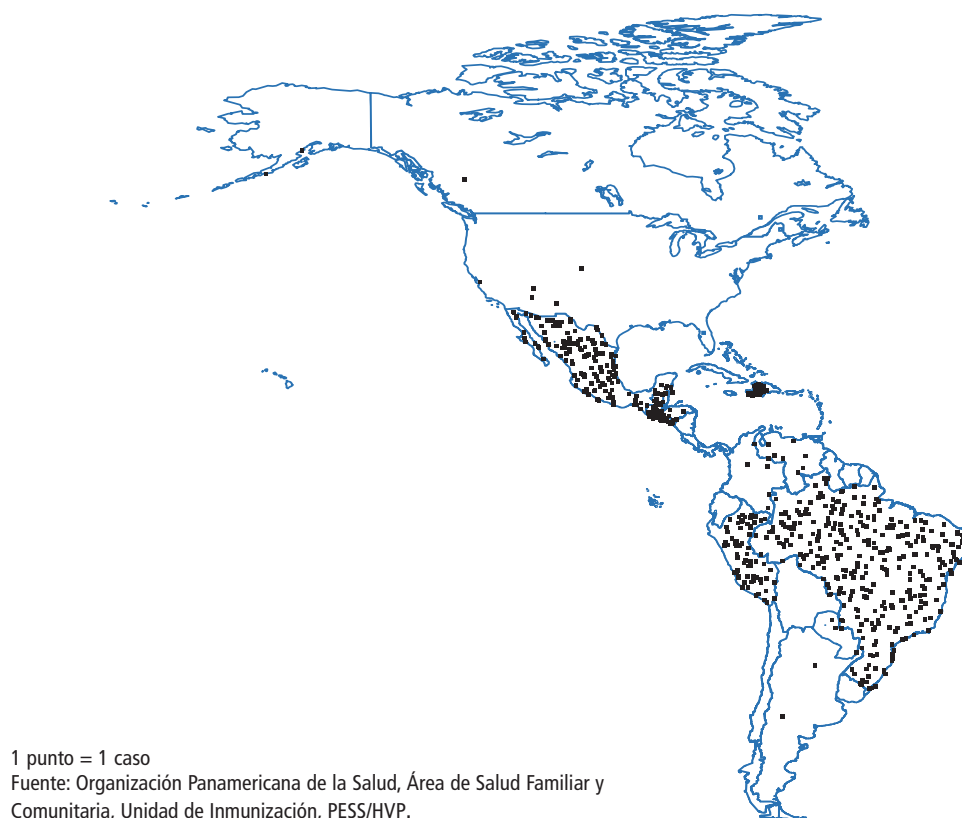 1 punto = 1 caso
Fuente: Organización Panamericana de la Salud, Área de Salud Familiar y
Comunitaria, Unidad de Inmunización, PESS/HVP.